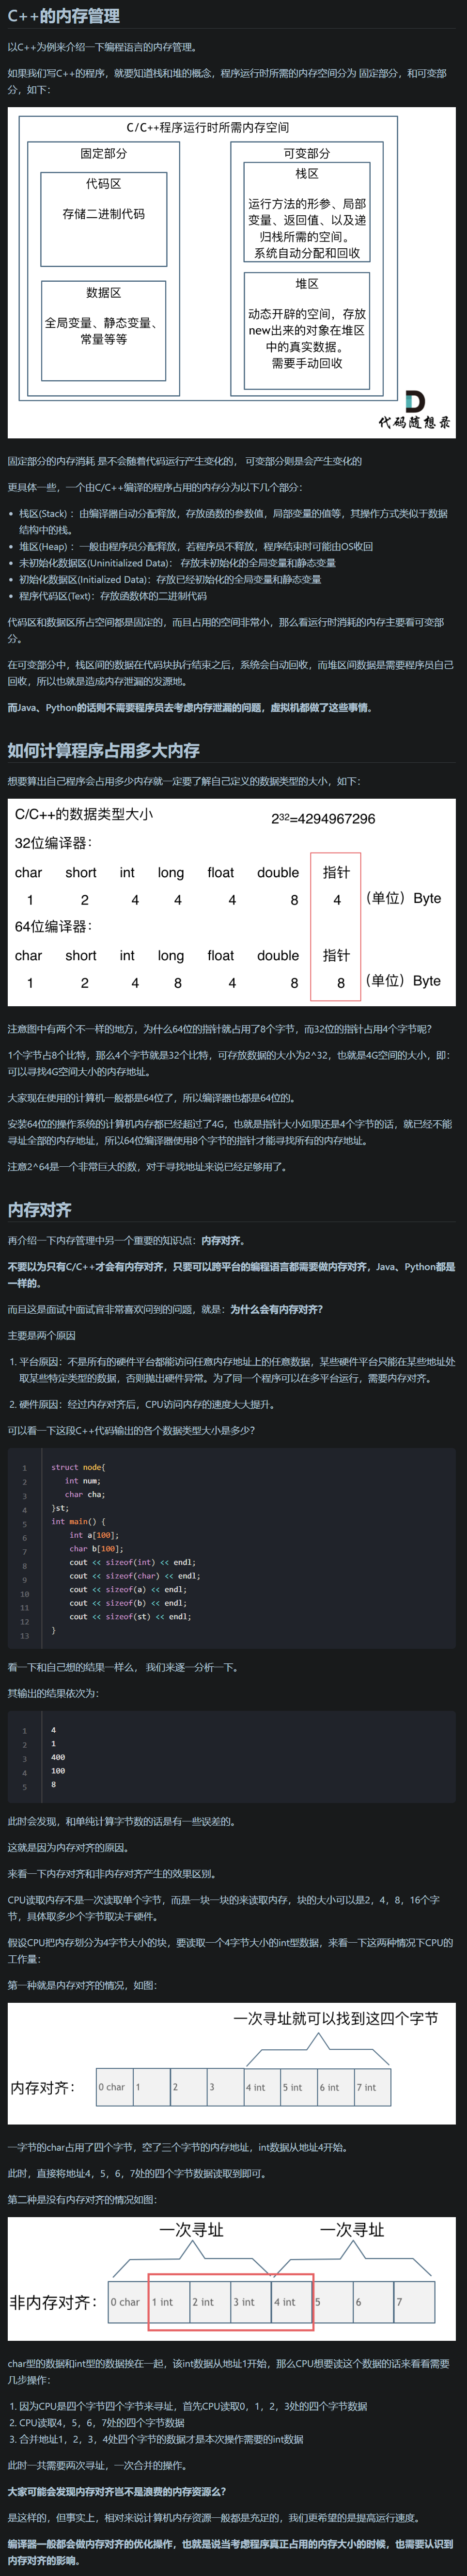 C++的内存管理
以C++为例来介绍一下编程语言的内存管理。
如果我们写C++的程序，就要知道栈和堆的概念，程序运行时所需的内存空间分为 固定部分，和可变部
分，如下：
C/C++程序运行时所需内存空间
固定部分
代码区
存储二进制代码
数据区
全局变量、静态变量、
常量等等
可变部分
栈区
运行方法的形参、局部
变量、返回值、以及递
归栈所需的空间。
系统自动分配和回收
堆区
动态开辟的空间，存放
new出来的对象在堆区
中的真实数据。
需要手动回收
代码随想录
固定部分的内存消耗 是不会随着代码运行产生变化的， 可变部分则是会产生变化的
更具体一些，一个由C/C++编译的程序占用的内存分为以下几个部分：
栈区(Stack) ：由编译器自动分配释放，存放函数的参数值，局部变量的值等，其操作方式类似于数据
结构中的栈。
堆区(Heap) ：一般由程序员分配释放，若程序员不释放，程序结束时可能由OS收回
未初始化数据区(Uninitialized Data)： 存放未初始化的全局变量和静态变量
初始化数据区(Initialized Data)：存放已经初始化的全局变量和静态变量
程序代码区(Text)：存放函数体的二进制代码
代码区和数据区所占空间都是固定的，而且占用的空间非常小，那么看运行时消耗的内存主要看可变部
分。
在可变部分中，栈区间的数据在代码块执行结束之后，系统会自动回收，而堆区间数据是需要程序员自己
回收，所以也就是造成内存泄漏的发源地。
而Java、Python的话则不需要程序员去考虑内存泄漏的问题，虚拟机都做了这些事情。
如何计算程序占用多大内存
想要算出自己程序会占用多少内存就一定要了解自己定义的数据类型的大小，如下：
C/C++的数据类型大小 2³²=4294967296
32位编译器：
char short int long float double 指针
1 2 4 4 4 8 4 （单位）Byte
64位编译器：
char short int long float double 指针
1 2 4 8 4 8 8 （单位）Byte
注意图中有两个不一样的地方，为什么64位的指针就占用了8个字节，而32位的指针占用4个字节呢？
1个字节占8个比特，那么4个字节就是32个比特，可存放数据的大小为2^32，也就是4G空间的大小，即：
可以寻找4G空间大小的内存地址。
大家现在使用的计算机一般都是64位了，所以编译器也都是64位的。
安装64位的操作系统的计算机内存都已经超过了4G，也就是指针大小如果还是4个字节的话，就已经不能
寻址全部的内存地址，所以64位编译器使用8个字节的指针才能寻找所有的内存地址。
注意2^64是一个非常巨大的数，对于寻找地址来说已经足够用了。
内存对齐
再介绍一下内存管理中另一个重要的知识点：内存对齐。
不要以为只有C/C++才会有内存对齐，只要可以跨平台的编程语言都需要做内存对齐，Java、Python都是
一样的。
而且这是面试中面试官非常喜欢问到的问题，就是：为什么会有内存对齐？
主要是两个原因
1. 平台原因：不是所有的硬件平台都能访问任意内存地址上的任意数据，某些硬件平台只能在某些地址处
取某些特定类型的数据，否则抛出硬件异常。为了同一个程序可以在多平台运行，需要内存对齐。
2. 硬件原因：经过内存对齐后，CPU访问内存的速度大大提升。
可以看一下这段C++代码输出的各个数据类型大小是多少？
1 struct node{
2 int num;
3 char cha;
4 }st;
5 int main() {
6 int a[100];
7 char b[100];
8 cout << sizeof(int) << endl;
9 cout << sizeof(char) << endl;
10 cout << sizeof(a) << endl;
11 cout << sizeof(b) << endl;
12 cout << sizeof(st) << endl;
13 }
看一下和自己想的结果一样么， 我们来逐一分析一下。
其输出的结果依次为：
1 4
2 1
3 400
4 100
5 8
此时会发现，和单纯计算字节数的话是有一些误差的。
这就是因为内存对齐的原因。
来看一下内存对齐和非内存对齐产生的效果区别。
CPU读取内存不是一次读取单个字节，而是一块一块的来读取内存，块的大小可以是2，4，8，16个字
节，具体取多少个字节取决于硬件。
假设CPU把内存划分为4字节大小的块，要读取一个4字节大小的int型数据，来看一下这两种情况下CPU的
工作量：
第一种就是内存对齐的情况，如图：
一次寻址就可以找到这四个字节
内存对齐： 0 char 1 2 3 4 int 5 int 6 int 7 int
一字节的char占用了四个字节，空了三个字节的内存地址，int数据从地址4开始。
此时，直接将地址4，5，6，7处的四个字节数据读取到即可。
第二种是没有内存对齐的情况如图：
一次寻址 一次寻址
非内存对齐： 0 char 1 int 2 int 3 int 4 int 5 6 7
char型的数据和int型的数据挨在一起，该int数据从地址1开始，那么CPU想要读这个数据的话来看看需要
几步操作：
1. 因为CPU是四个字节四个字节来寻址，首先CPU读取0，1，2，3处的四个字节数据
2. CPU读取4，5，6，7处的四个字节数据
3. 合并地址1，2，3，4处四个字节的数据才是本次操作需要的int数据
此时一共需要两次寻址，一次合并的操作。
大家可能会发现内存对齐岂不是浪费的内存资源么？
是这样的，但事实上，相对来说计算机内存资源一般都是充足的，我们更希望的是提高运行速度。
编译器一般都会做内存对齐的优化操作，也就是说当考虑程序真正占用的内存大小的时候，也需要认识到
内存对齐的影响。